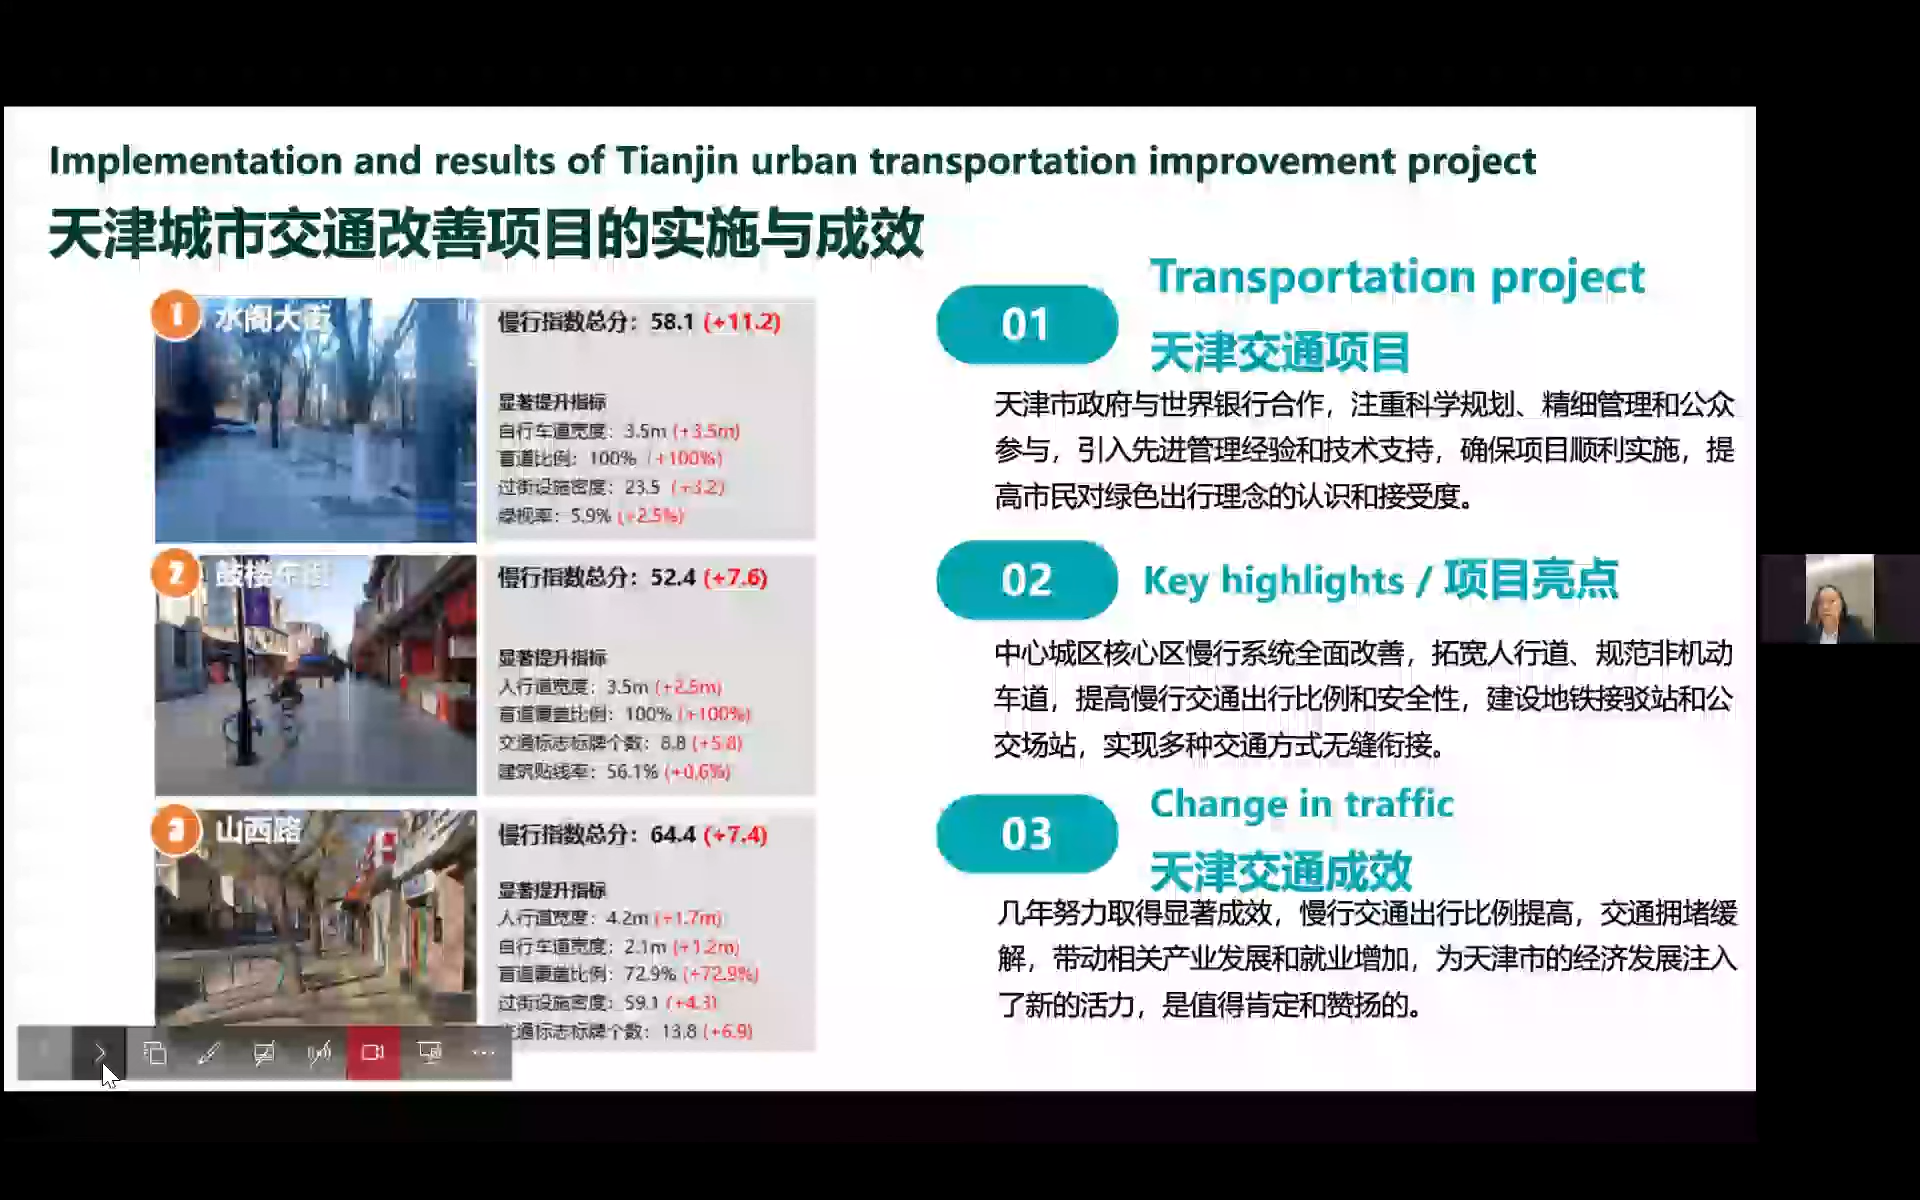 Implementation and results of Tianjin urban transportation improvement project
天津城市交通改善项目的实施与成效
1 水阁大街
慢行指数总分：58.1 (+11.2)
显著提升指标
自行车道宽度：3.5m (+3.5m)
盲道比例：100% (+100%)
过街设施密度：23.5 (+3.2)
绿视率：5.9% (+2.5%)
2 鼓楼东街
慢行指数总分：52.4 (+7.6)
显著提升指标
人行道宽度：3.5m (+2.5m)
盲道覆盖比例：100% (+100%)
交通标志标牌个数：8.8 (+5.8)
建筑贴线率：56.1% (+0.6%)
3 山西路
慢行指数总分：64.4 (+7.4)
显著提升指标
人行道宽度：4.2m (+1.7m)
自行车道宽度：2.1m (+1.2m)
盲道覆盖比例：72.9% (+72.9%)
过街设施密度：59.1 (+4.3)
通标志标牌个数：13.8 (+6.9)
01
Transportation project
天津交通项目
天津市政府与世界银行合作，注重科学规划、精细管理和公众
参与，引入先进管理经验和技术支持，确保项目顺利实施，提
高市民对绿色出行理念的认识和接受度。
02
Key highlights / 项目亮点
中心城区核心区慢行系统全面改善，拓宽人行道、规范非机动
车道，提高慢行交通出行比例和安全性，建设地铁接驳站和公
交场站，实现多种交通方式无缝衔接。
03
Change in traffic
天津交通成效
几年努力取得显著成效，慢行交通出行比例提高，交通拥堵缓
解，带动相关产业发展和就业增加，为天津市的经济发展注入
了新的活力，是值得肯定和赞扬的。